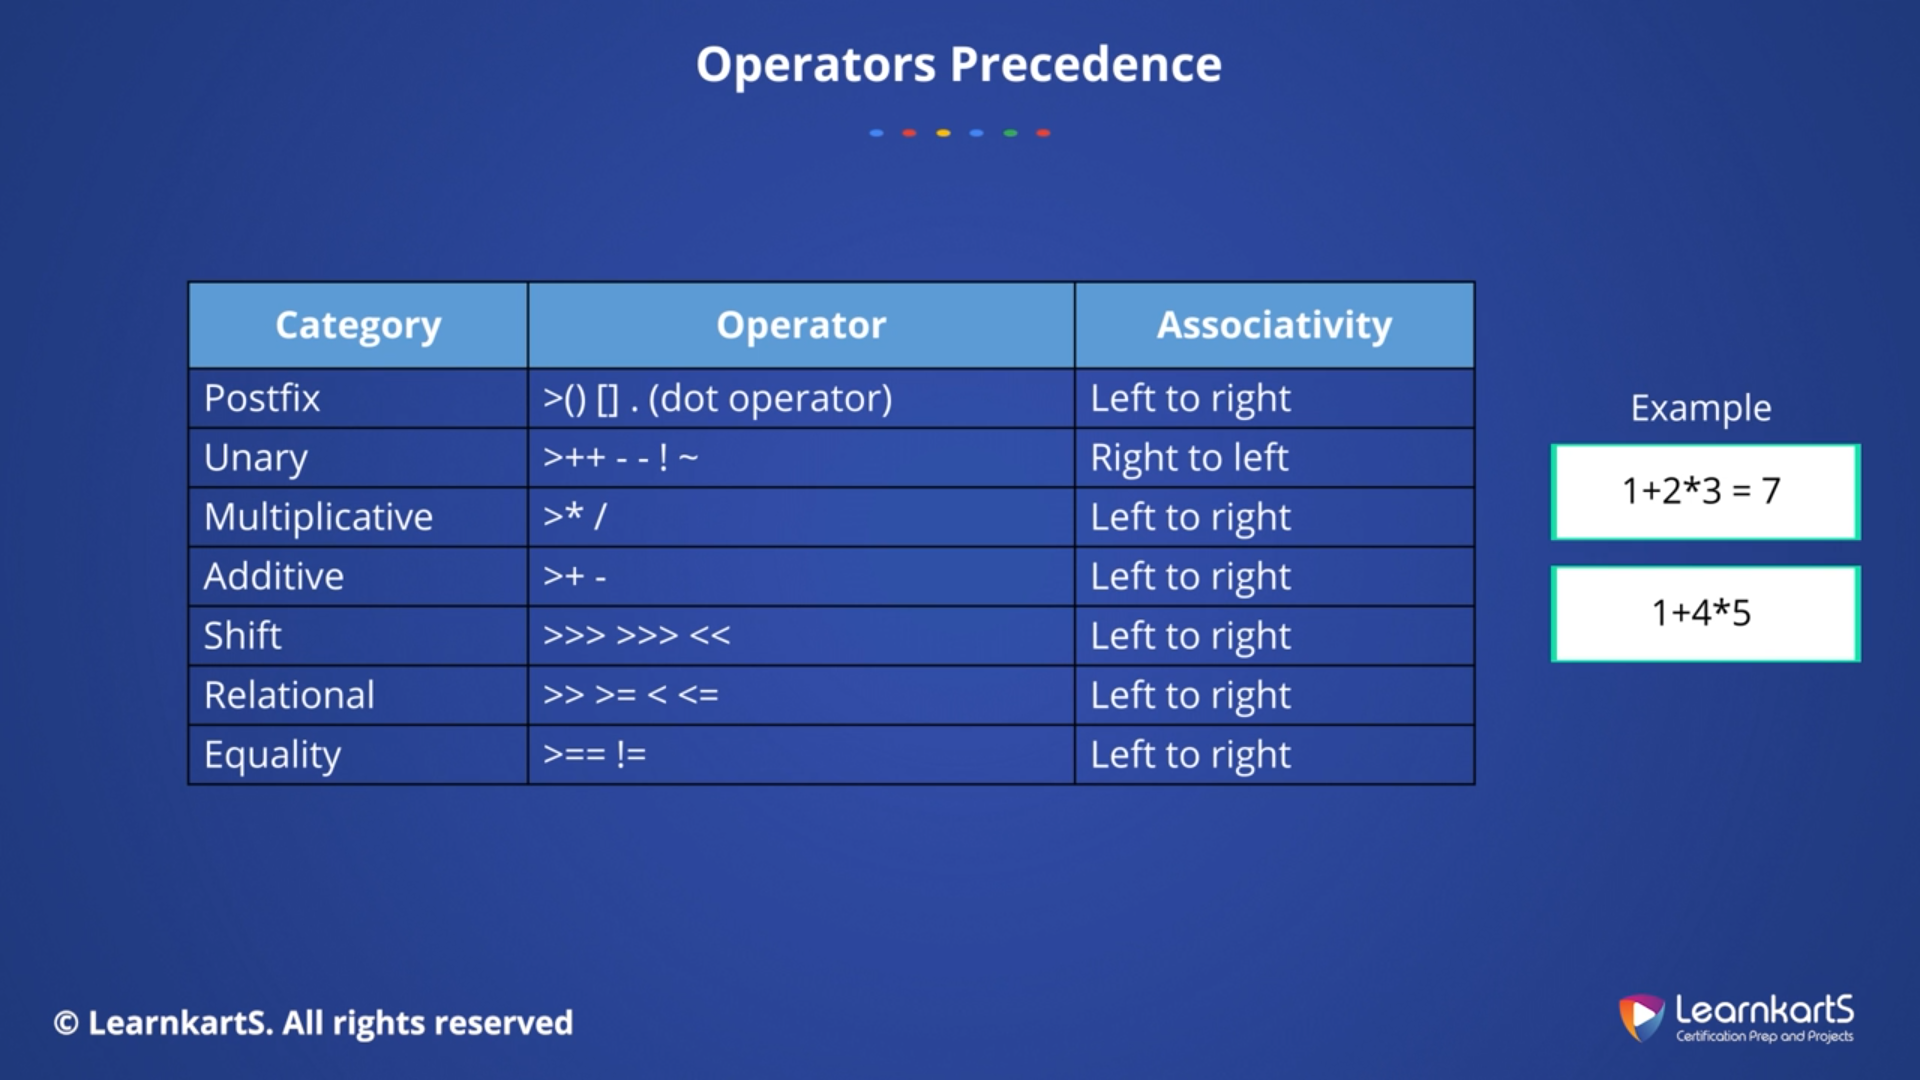 Operators Precedence
Category Operator Associativity
Postfix >() [] . (dot operator) Left to right
Unary >++ - - ! ~ Right to left
Multiplicative >* / Left to right
Additive >+ - Left to right
Shift >>> >>> << Left to right
Relational >> >= < <= Left to right
Equality >== != Left to right
Example
1+2*3 = 7
1+4*5
© LearnkartS. All rights reserved
LearnkartS
Certification Prep and Projects